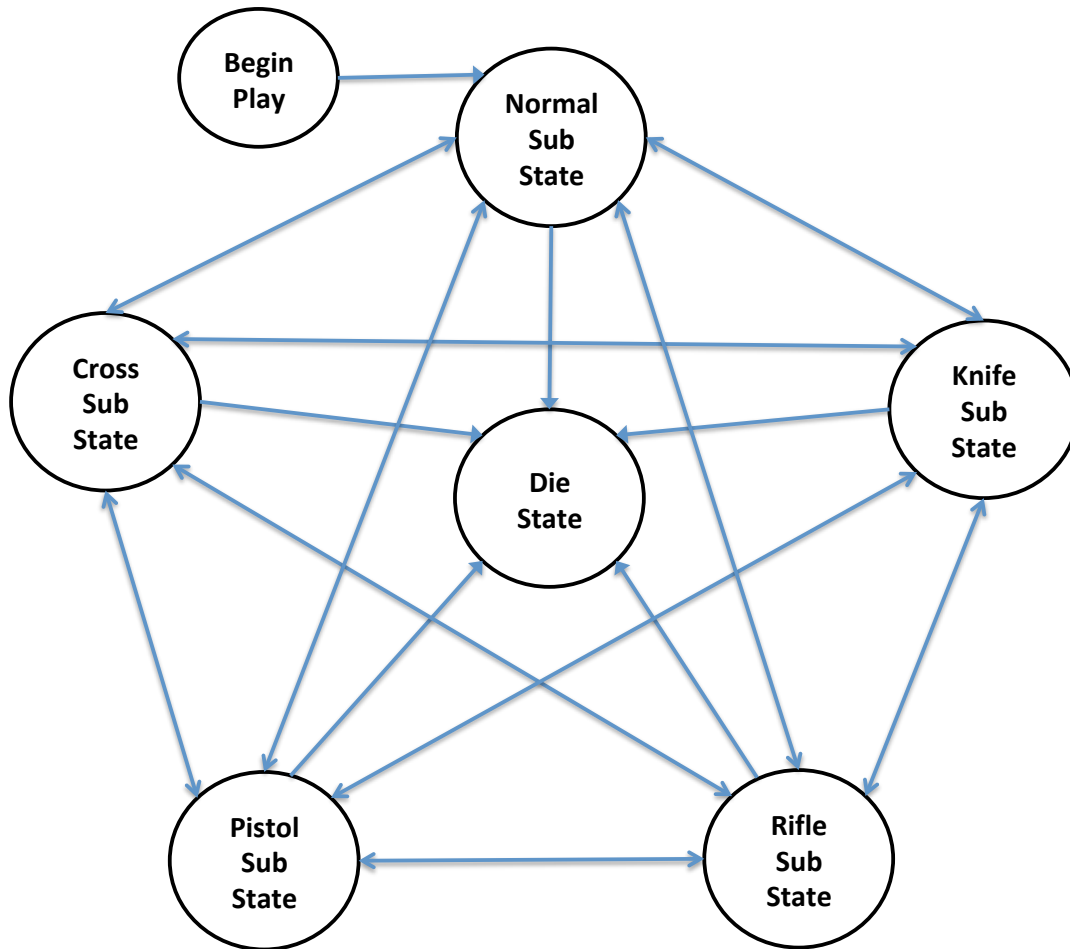 Begin
Play
Normal
Sub
State
Cross
Sub
State
Knife
Sub
State
Die
State
Pistol
Sub
State
Rifle
Sub
State